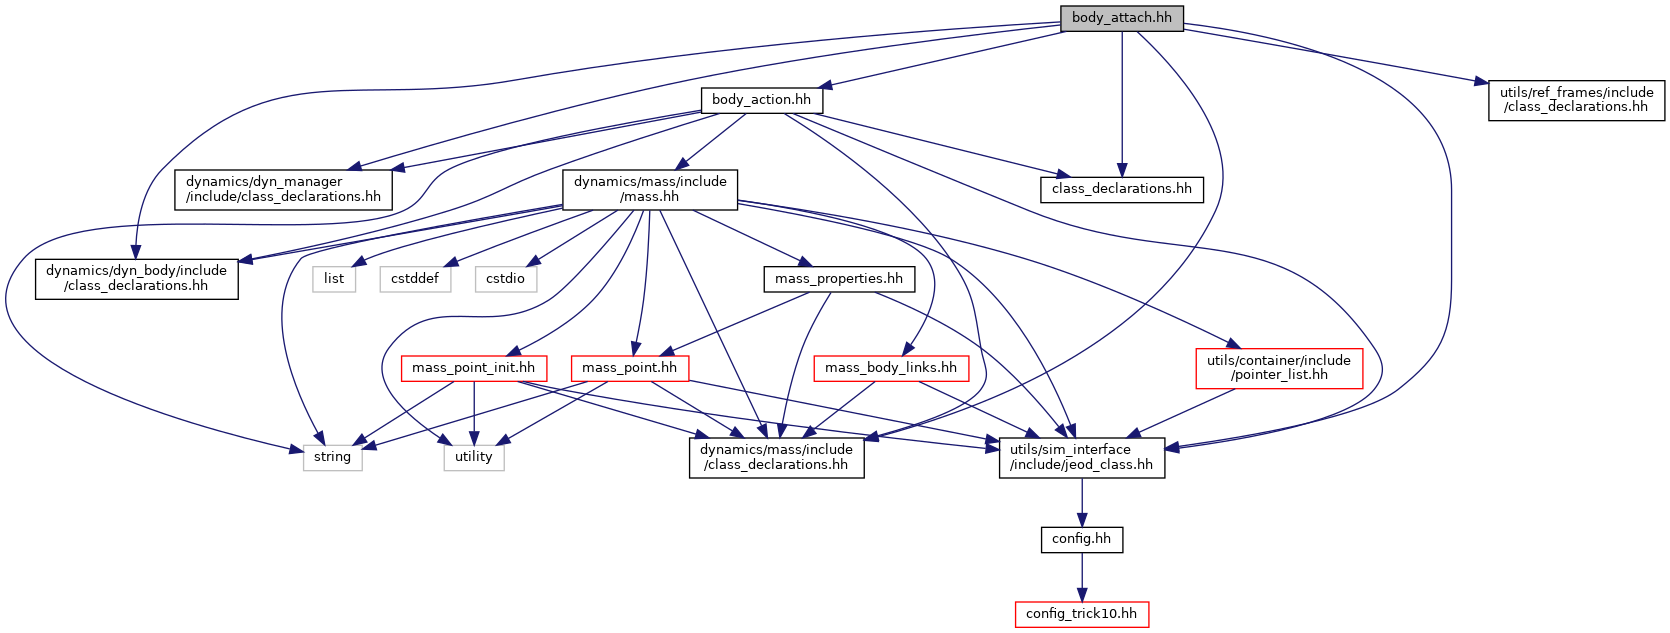 body_attach.hh
utils/ref_frames/include
/class_declarations.hh
body_action.hh
dynamics/dyn_manager
/include/class_declarations.hh
dynamics/mass/include
/mass.hh
class_declarations.hh
dynamics/dyn_body/include
/class_declarations.hh
list
cstddef
cstdio
mass_properties.hh
mass_point_init.hh
mass_point.hh
mass_body_links.hh
utils/container/include
/pointer_list.hh
string
utility
dynamics/mass/include
/class_declarations.hh
utils/sim_interface
/include/jeod_class.hh
config.hh
config_trick10.hh